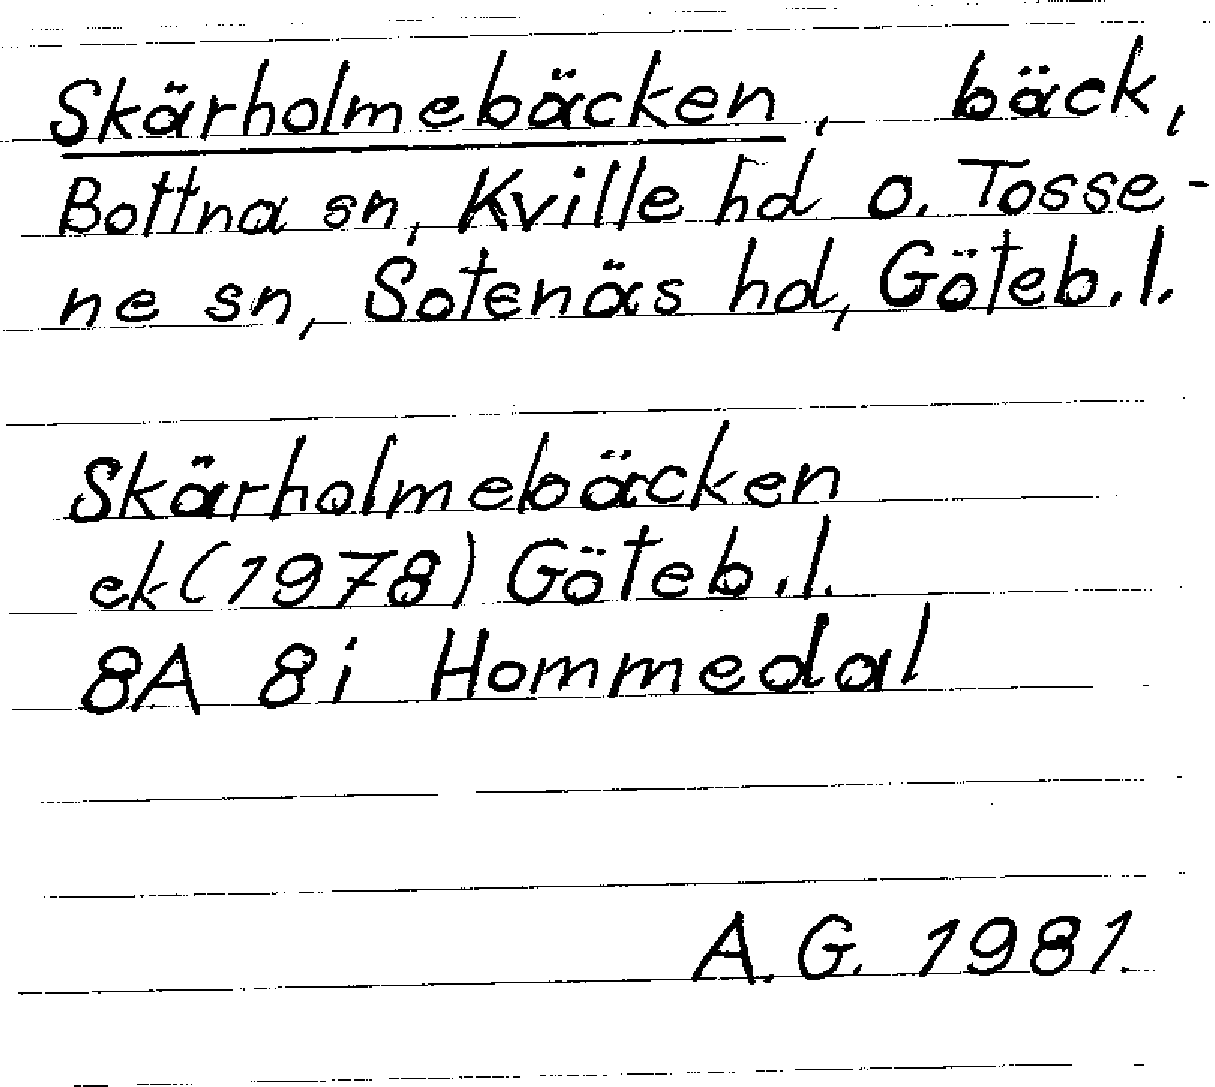 Skärholmebäcken, bäck,
Bottna sn, Kville hd o. Tosse-
ne sn, Sotenäs hd, Göteb.l.
Skärholmebäcken
ek(1978) Göteb.l.
8A 8i Hommedal
A.G. 1981.